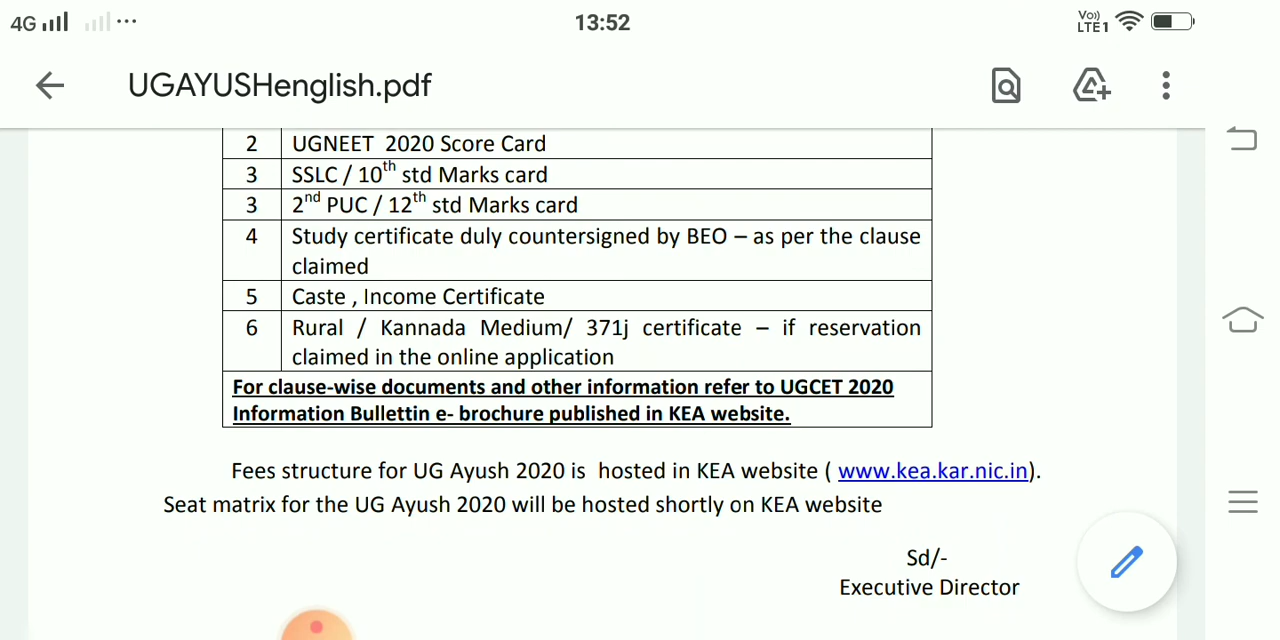 4G 13:52 Vo)) LTE1
UGAYUSHenglish.pdf
2 UGNEET 2020 Score Card
3 SSLC / 10th std Marks card
3 2nd PUC / 12th std Marks card
4 Study certificate duly countersigned by BEO – as per the clause
claimed
5 Caste , Income Certificate
6 Rural / Kannada Medium/ 371j certificate – if reservation
claimed in the online application
For clause-wise documents and other information refer to UGCET 2020
Information Bullettin e- brochure published in KEA website.
Fees structure for UG Ayush 2020 is hosted in KEA website ( www.kea.kar.nic.in).
Seat matrix for the UG Ayush 2020 will be hosted shortly on KEA website
Sd/-
Executive Director